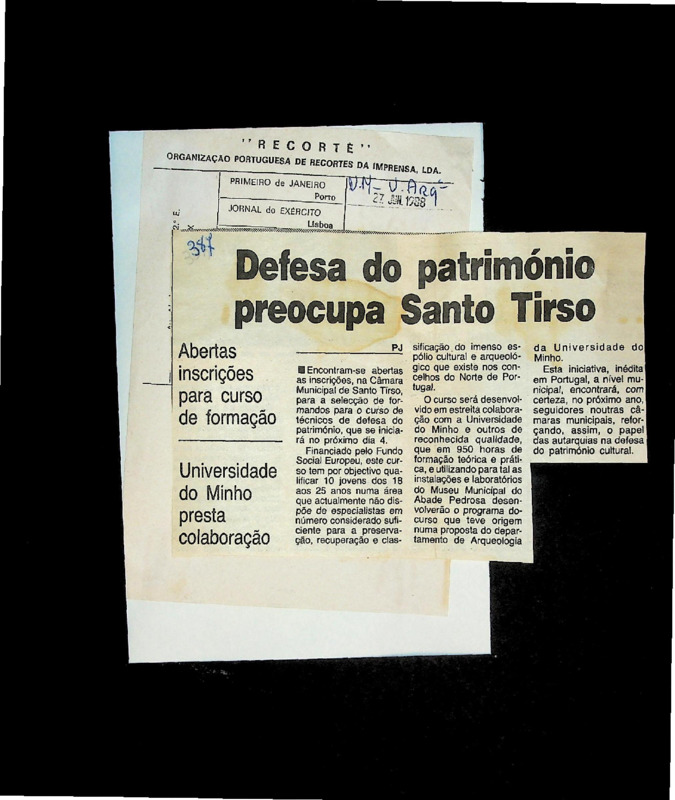 "RECORTE"
ORGANIZAÇÃO PORTUGUESA DE RECORTES DA IMPRENSA, LDA.
PRIMEIRO de JANEIRO
Porto
U.M - U. Arq
27 JUN. 1988
JORNAL do EXÉRCITO
Lisboa
2.ª E.
387
Defesa do património
preocupa Santo Tirso
Abertas
inscrições
para curso
de formação
Universidade
do Minho
presta
colaboração
PJ
■ Encontram-se abertas
as inscrições, na Câmara
Municipal de Santo Tirso,
para a selecção de for-
mandos para o curso de
técnicos de defesa do
património, que se inicia-
rá no próximo dia 4.
Financiado pelo Fundo
Social Europeu, este cur-
so tem por objectivo qua-
lificar 10 jovens dos 18
aos 25 anos numa área
que actualmente não dis-
põe de especialistas em
número considerado sufi-
ciente para a preserva-
ção, recuperação e clas-
sificação do imenso es-
pólio cultural e arqueoló-
gico que existe nos con-
celhos do Norte de Por-
tugal.
O curso será desenvol-
vido em estreita colabora-
ção com a Universidade
do Minho e outros de
reconhecida qualidade,
que em 950 horas de
formação teórica e práti-
ca, e utilizando para tal as
instalações e laboratórios
do Museu Municipal do
Abade Pedrosa desen-
volverão o programa do
curso que teve origem
numa proposta do depar-
tamento de Arqueologia
da Universidade do
Minho.
Esta iniciativa, inédita
em Portugal, a nível mu-
nicipal, encontrará, com
certeza, no próximo ano,
seguidores noutras câ-
maras municipais, refor-
çando, assim, o papel
das autarquias na defesa
do património cultural.